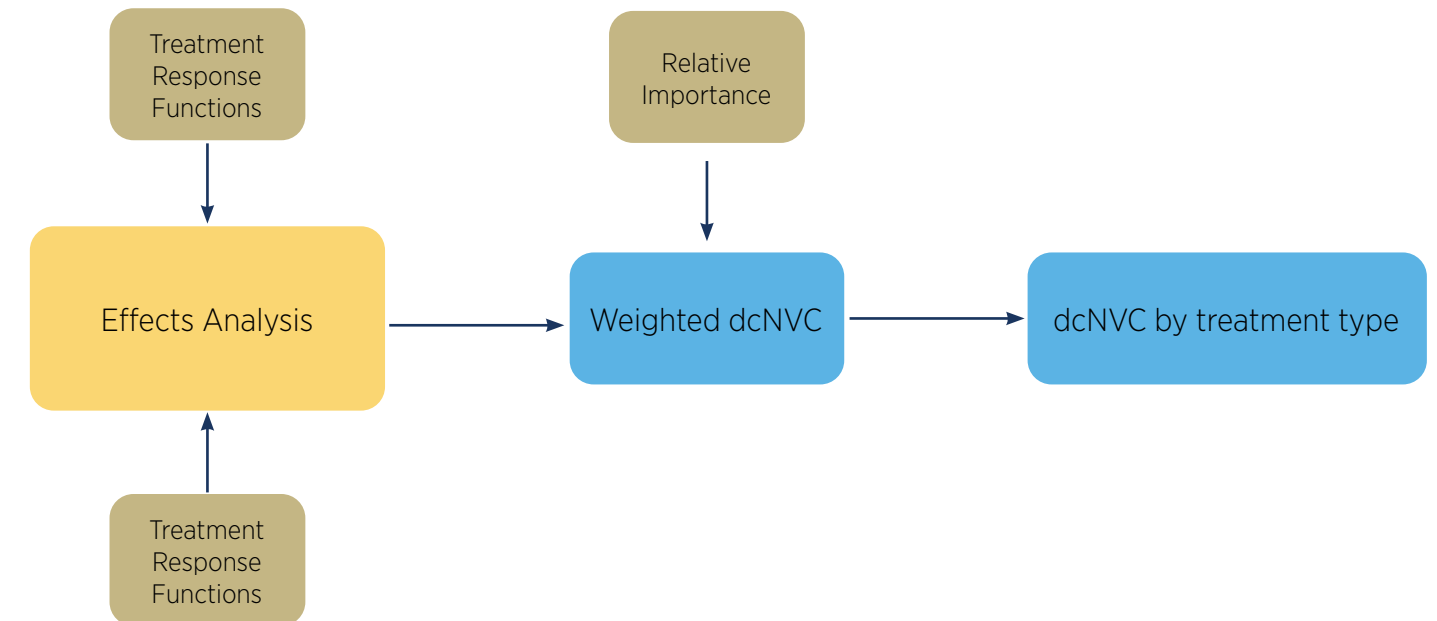 Treatment
Response
Functions
Relative
Importance
Effects Analysis
Weighted dcNVC
dcNVC by treatment type
Treatment
Response
Functions